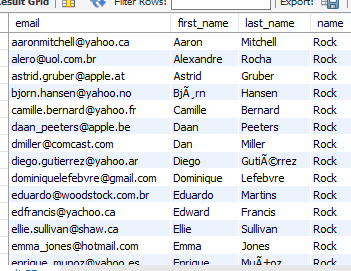 esult Grid Filter Rows: Export:
email first_name last_name name
aaronmitchell@yahoo.ca Aaron Mitchell Rock
alero@uol.com.br Alexandre Rocha Rock
astrid.gruber@apple.at Astrid Gruber Rock
bjorn.hansen@yahoo.no BjÃ¸rn Hansen Rock
camille.bernard@yahoo.fr Camille Bernard Rock
daan_peeters@apple.be Daan Peeters Rock
dmiller@comcast.com Dan Miller Rock
diego.gutierrez@yahoo.ar Diego GutiÃ©rrez Rock
dominiquelefebvre@gmail.com Dominique Lefebvre Rock
eduardo@woodstock.com.br Eduardo Martins Rock
edfrancis@yachoo.ca Edward Francis Rock
ellie.sullivan@shaw.ca Ellie Sullivan Rock
emma_jones@hotmail.com Emma Jones Rock
enrique_munoz@yahoo.es Enrique MuÃ±oz Rock